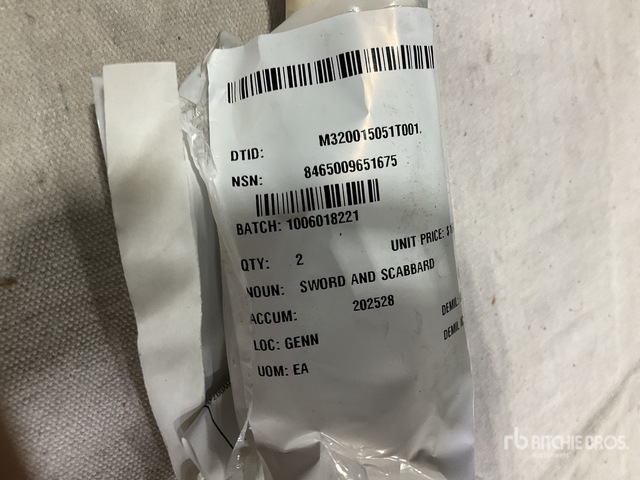 DTID: M320015051T001.
NSN: 8465009651675
BATCH: 1006018221
UNIT PRICE:
QTY: 2
NOUN: SWORD AND SCABBARD
ACCUM: 202528
DEMIL
LOC: GENN
DEMIL
UOM: EA
rb RITCHIE BROS.